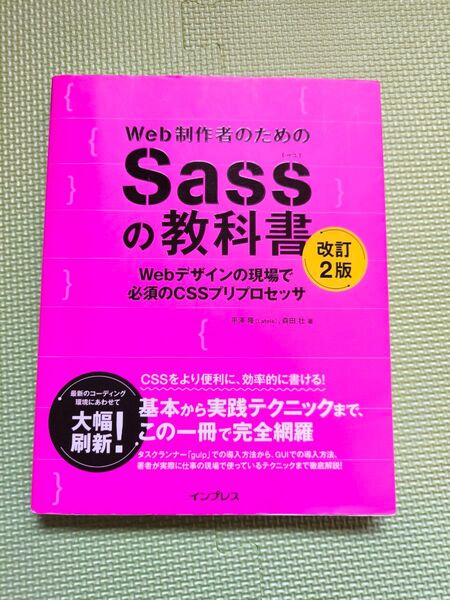 Web制作者のための
Sass
[サス]
の教科書
改訂
2版
Webデザインの現場で
必須のCSSプリプロセッサ
平澤 隆(Latele)、森田 壮 著
CSSをより便利に、効率的に書ける!
最新のコーディング
環境にあわせて
大幅
刷新!
基本から実践テクニックまで、
この一冊で完全網羅
タスクランナー「gulp」での導入方法から、GUIでの導入方法、
著者が実際に仕事の現場で使っているテクニックまで徹底解説!
インプレス